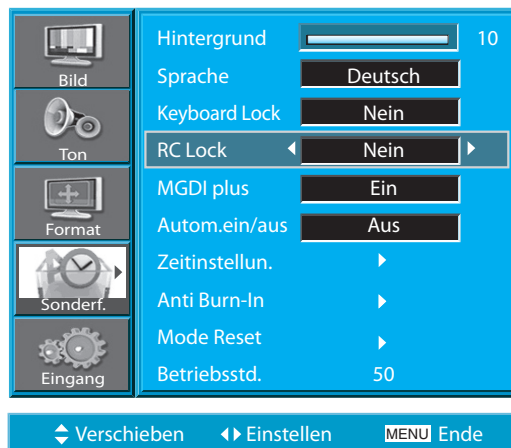 Bild
Ton
Format
Sonderf.
Eingang
Hintergrund 10
Sprache Deutsch
Keyboard Lock Nein
RC Lock Nein
MGDI plus Ein
Autom.ein/aus Aus
Zeitinstellun.
Anti Burn-In
Mode Reset
Betriebsstd. 50
Verschieben Einstellen MENU Ende